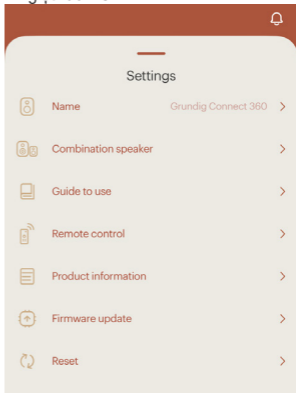 Settings
Name Grundig Connect 360
Combination speaker
Guide to use
Remote control
Product information
Firmware update
Reset